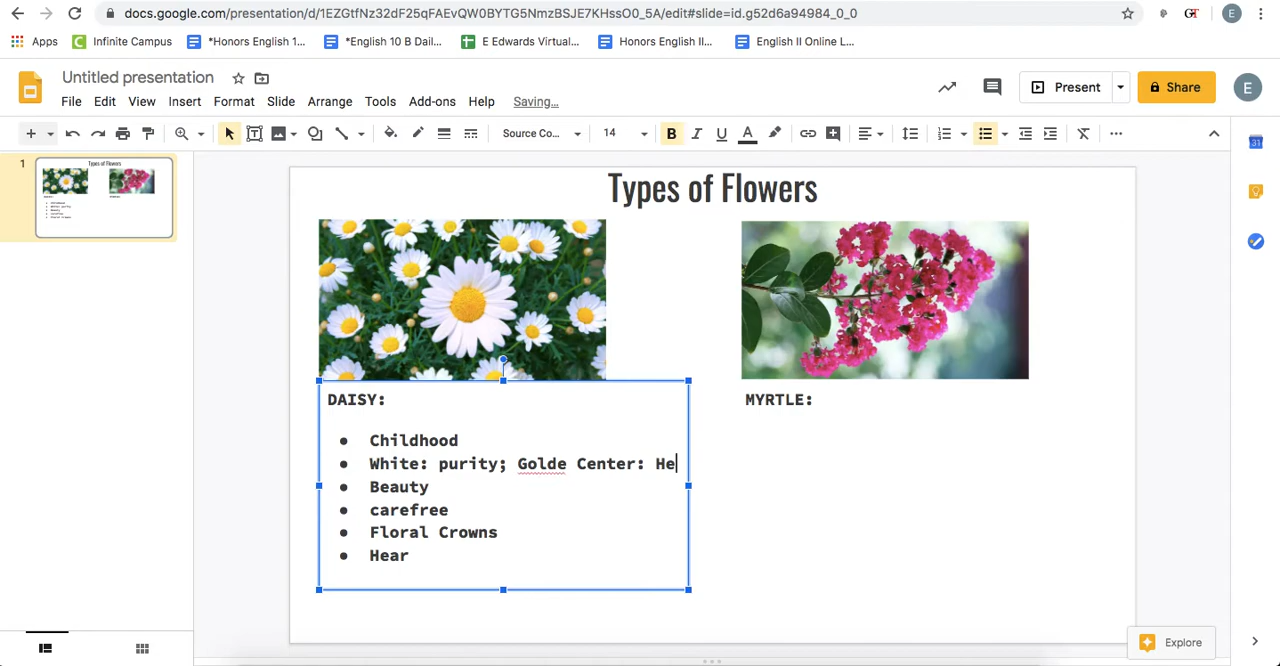 docs.google.com/presentation/d/1EZGtfNz32dF25qFAEvQW0BYTG5NmzBSJE7KHssO0_5A/edit#slide=id.g52d6a94984_0_0
GT
E
Apps
Infinite Campus
*Honors English 1...
*English 10 B Dail...
E Edwards Virtual...
Honors English II...
English II Online L...
Untitled presentation
Present
Share
E
File Edit View Insert Format Slide Arrange Tools Add-ons Help Saving...
Source Co... 14 B I U A
31
1
Types of Flowers
DAISY:
Childhood
White: purity; Golde Center: He
Beauty
carefree
Floral Crowns
Hear
MYRTLE:
Explore